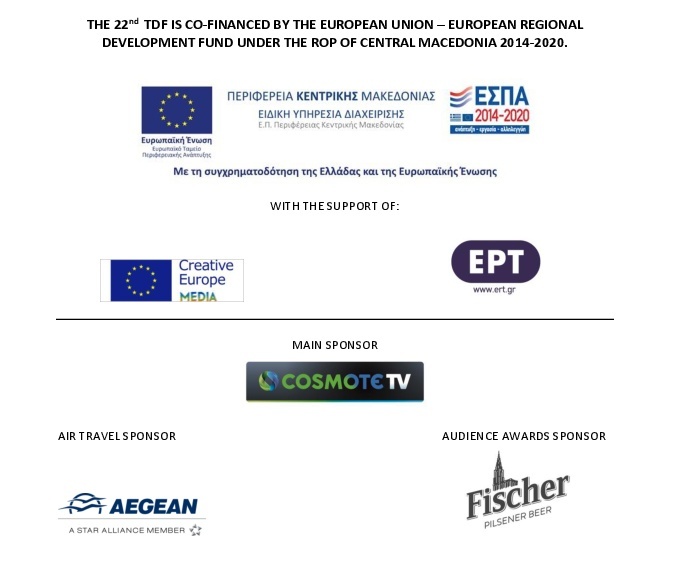 THE 22nd TDF IS CO-FINANCED BY THE EUROPEAN UNION – EUROPEAN REGIONAL
DEVELOPMENT FUND UNDER THE ROP OF CENTRAL MACEDONIA 2014-2020.
ΠΕΡΙΦΕΡΕΙΑ ΚΕΝΤΡΙΚΗΣ ΜΑΚΕΔΟΝΙΑΣ
ΕΙΔΙΚΗ ΥΠΗΡΕΣΙΑ ΔΙΑΧΕΙΡΙΣΗΣ
Ε.Π. Περιφέρειας Κεντρικής Μακεδονίας
ΕΣΠΑ
2014-2020
ανάπτυξη - εργασία - αλληλεγγύη
Ευρωπαϊκή Ένωση
Ευρωπαϊκό Ταμείο
Περιφερειακής Ανάπτυξης
Με τη συγχρηματοδότηση της Ελλάδας και της Ευρωπαϊκής Ένωσης
WITH THE SUPPORT OF:
Creative
Europe
MEDIA
ΕΡΤ
www.ert.gr
MAIN SPONSOR
COSMOTE TV
AIR TRAVEL SPONSOR
AUDIENCE AWARDS SPONSOR
AEGEAN
A STAR ALLIANCE MEMBER
Fischer
PILSENER BEER